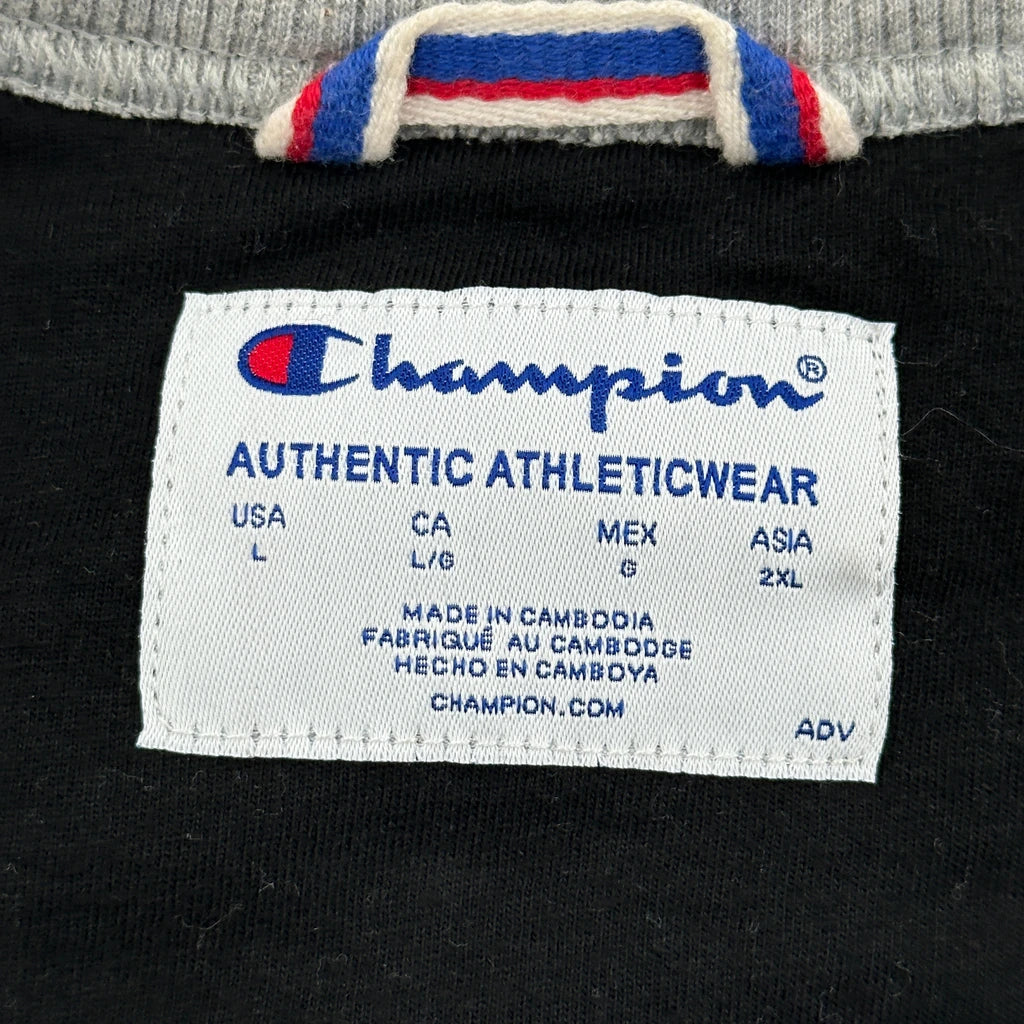 Champion®
AUTHENTIC ATHLETICWEAR
USA CA MEX ASIA
L L/G G 2XL
MADE IN CAMBODIA
FABRIQUÉ AU CAMBODGE
HECHO EN CAMBOYA
CHAMPION.COM
ADV